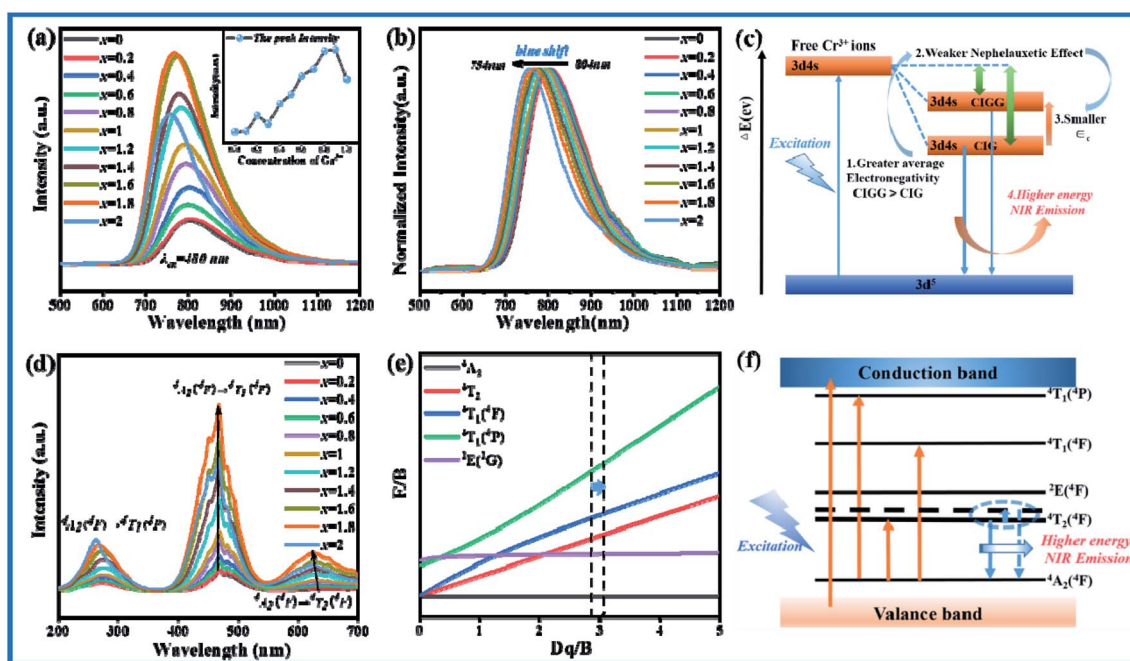 (a)
x=0
x=0.2
x=0.4
x=0.6
x=0.8
x=1
x=1.2
x=1.4
x=1.6
x=1.8
x=2
The peak Intensity
Intensity(a.u.)
Concentration of Ga³⁺
λex=480 nm
Intensity (a.u.)
500 600 700 800 900 1000 1100 1200
Wavelength (nm)
(b)
blue shift
754nm 804nm
x=0
x=0.2
x=0.4
x=0.6
x=0.8
x=1
x=1.2
x=1.4
x=1.6
x=1.8
x=2
Normalized Intensity(a.u.)
500 600 700 800 900 1000 1100 1200
Wavelength(nm)
(c)
Free Cr³⁺ ions
2.Weaker Nephelauxetic Effect
3d4s
3d4s CIGG
3d4s CIG
3.Smaller
∈c
△E(ev)
Excitation
1.Greater average
Electronegativity
CIGG > CIG
4.Higher energy
NIR Emission
3d⁵
(d)
⁴A₂(⁴F)→⁴T₁(⁴F)
x=0
x=0.2
x=0.4
x=0.6
x=0.8
x=1
x=1.2
x=1.4
x=1.6
x=1.8
x=2
⁴A₂(⁴F) ⁴T₁(⁴P)
⁴A₂(⁴F)→⁴T₂(⁴F)
Intensity (a.u.)
200 300 400 500 600 700
Wavelength (nm)
(e)
⁴A₂
⁴T₂
⁴T₁(⁴F)
⁴T₁(⁴P)
²E(²G)
E/B
0 1 2 3 4 5
Dq/B
(f)
Conduction band
⁴T₁(⁴P)
⁴T₁(⁴F)
²E(⁴F)
⁴T₂(⁴F)
Excitation
Higher energy
NIR Emission
⁴A₂(⁴F)
Valance band